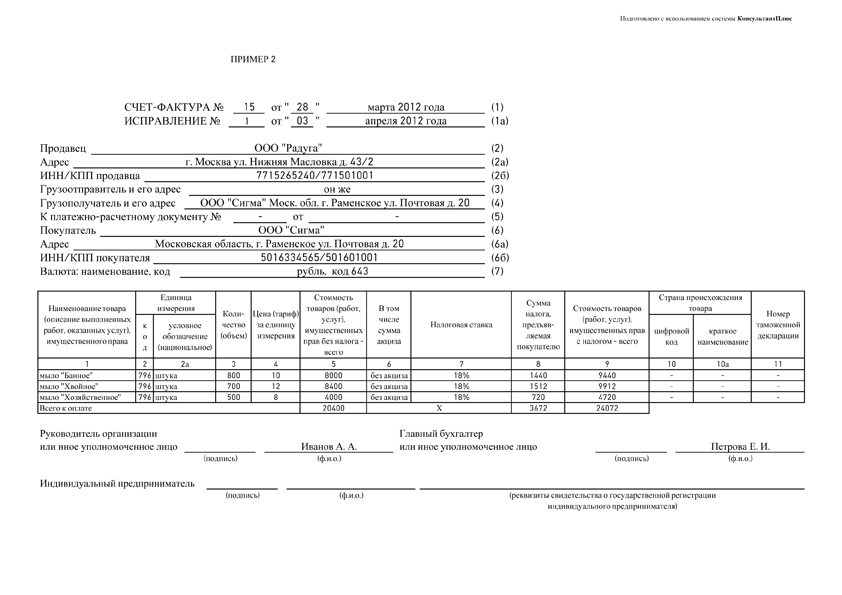 Подготовлено с использованием системы КонсультантПлюс
ПРИМЕР 2
СЧЕТ-ФАКТУРА № 15 от " 28 " марта 2012 года (1)
ИСПРАВЛЕНИЕ № 1 от " 03 " апреля 2012 года (1а)
Продавец ООО "Радуга" (2)
Адрес г. Москва ул. Нижняя Масловка д. 43/2 (2а)
ИНН/КПП продавца 7715265240/771501001 (2б)
Грузоотправитель и его адрес он же (3)
Грузополучатель и его адрес ООО "Сигма" Моск. обл. г. Раменское ул. Почтовая д. 20 (4)
К платежно-расчетному документу № - от - (5)
Покупатель ООО "Сигма" (6)
Адрес Московская область, г. Раменское ул. Почтовая д. 20 (6а)
ИНН/КПП покупателя 5016334565/501601001 (6б)
Валюта: наименование, код рубль, код 643 (7)
Наименование товара (описание выполненных работ, оказанных услуг), имущественного права
Единица измерения
код
условное обозначение (национальное)
Коли-чество (объем)
Цена (тариф) за единицу измерения
Стоимость товаров (работ, услуг), имущественных прав без налога - всего
В том числе сумма акциза
Налоговая ставка
Сумма налога, предъяв-ляемая покупателю
Стоимость товаров (работ, услуг), имущественных прав с налогом - всего
Страна происхождения товара
цифровой код
краткое наименование
Номер таможенной декларации
1 2 2а 3 4 5 6 7 8 9 10 10а 11
мыло "Банное" 796 штука 800 10 8000 без акциза 18% 1440 9440 - - -
мыло "Хвойное" 796 штука 700 12 8400 без акциза 18% 1512 9912 - - -
мыло "Хозяйственное" 796 штука 500 8 4000 без акциза 18% 720 4720 - - -
Всего к оплате 20400 Х 3672 24072
Руководитель организации
или иное уполномоченное лицо Иванов А. А.
(подпись) (ф.и.о.)
Главный бухгалтер
или иное уполномоченное лицо Петрова Е. И.
(подпись) (ф.и.о.)
Индивидуальный предприниматель
(подпись) (ф.и.о.) (реквизиты свидетельства о государственной регистрации
индивидуального предпринимателя)